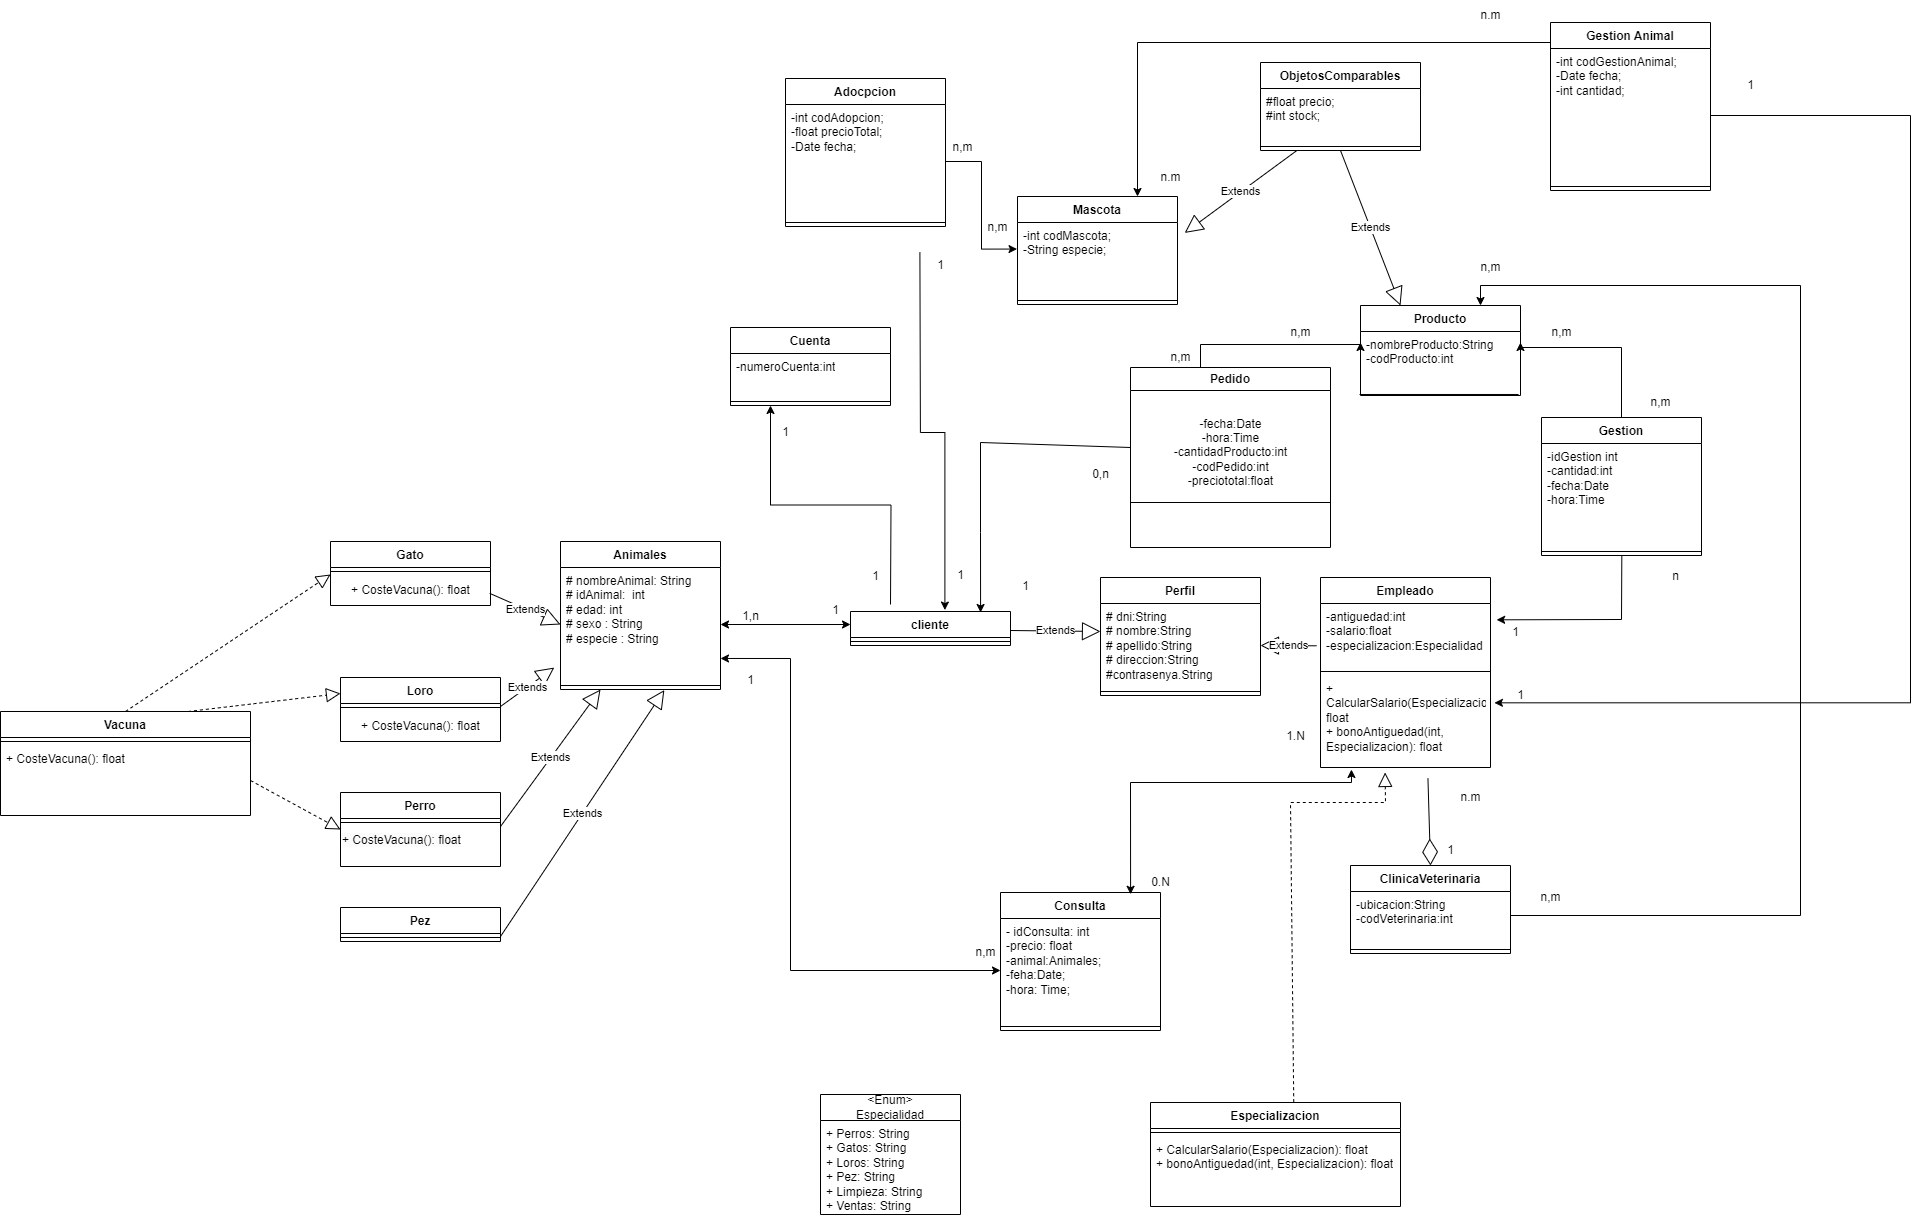 n.m
Gestion Animal
-int codGestionAnimal;
-Date fecha;
-int cantidad;
1
ObjetosComparables
#float precio;
#int stock;
Adocpcion
-int codAdopcion;
-float precioTotal;
-Date fecha;
n,m
n.m
Extends
Mascota
-int codMascota;
-String especie;
n,m
Extends
1
n,m
Producto
-nombreProducto:String
-codProducto:int
n,m
n,m
Cuenta
-numeroCuenta:int
n,m
Pedido
-fecha:Date
-hora:Time
-cantidadProducto:int
-codPedido:int
-preciototal:float
n,m
Gestion
-idGestion int
-cantidad:int
-fecha:Date
-hora:Time
1
0,n
Gato
+ CosteVacuna(): float
Extends
Animales
# nombreAnimal: String
# idAnimal:  int
# edad: int
# sexo : String
# especie : String
1
1
1
n
1,n
1
cliente
Extends
Perfil
# dni:String
# nombre:String
# apellido:String
# direccion:String
#contrasenya.String
Extends
Empleado
-antiguedad:int
-salario:float
-especializacion:Especialidad
+
CalcularSalario(Especializacic
float
+ bonoAntiguedad(int,
Especializacion): float
1
1
1
Loro
+ CosteVacuna(): float
Extends
Vacuna
+ CosteVacuna(): float
1.N
Extends
Perro
+ CosteVacuna(): float
Extends
n.m
1
Pez
0.N
ClinicaVeterinaria
-ubicacion:String
-codVeterinaria:int
n,m
n,m
Consulta
- idConsulta: int
-precio: float
-animal:Animales;
-feha:Date;
-hora: Time;
<Enum>
Especialidad
+ Perros: String
+ Gatos: String
+ Loros: String
+ Pez: String
+ Limpieza: String
+ Ventas: String
Especializacion
+ CalcularSalario(Especializacion): float
+ bonoAntiguedad(int, Especializacion): float